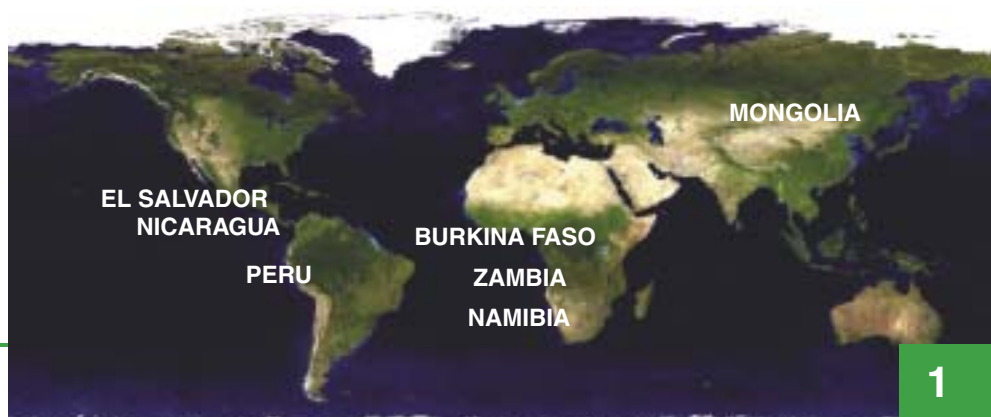 MONGOLIA
EL SALVADOR
NICARAGUA
BURKINA FASO
PERU
ZAMBIA
NAMIBIA
1